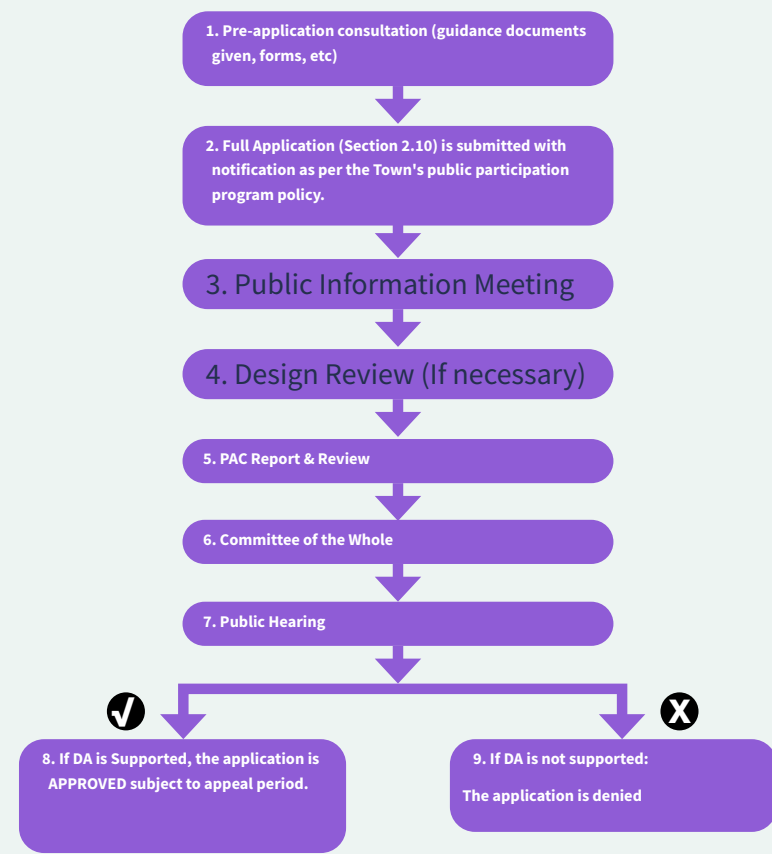 1. Pre-application consultation (guidance documents
given, forms, etc)
2. Full Application (Section 2.10) is submitted with
notification as per the Town's public participation
program policy.
3. Public Information Meeting
4. Design Review (If necessary)
5. PAC Report & Review
6. Committee of the Whole
7. Public Hearing
√
X
8. If DA is Supported, the application is
APPROVED subject to appeal period.
9. If DA is not supported:
The application is denied